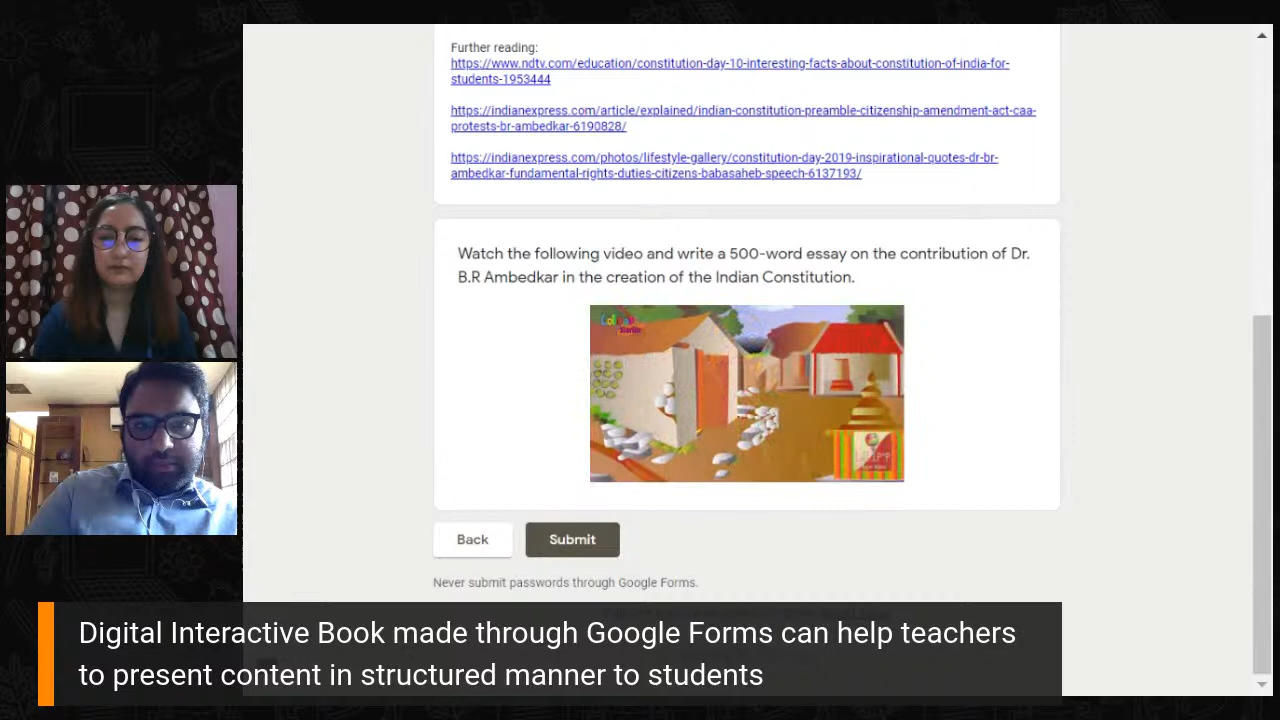 Further reading:
https://www.ndtv.com/education/constitution-day-10-interesting-facts-about-constitution-of-india-for-
students-1953444
https://indianexpress.com/article/explained/indian-constitution-preamble-citizenship-amendment-act-caa-
protests-br-ambedkar-6190828/
https://indianexpress.com/photos/lifestyle-gallery/constitution-day-2019-inspirational-quotes-dr-br-
ambedkar-fundamental-rights-duties-citizens-babasaheb-speech-6137193/
Watch the following video and write a 500-word essay on the contribution of Dr.
B.R Ambedkar in the creation of the Indian Constitution.
Back
Submit
Never submit passwords through Google Forms.
Digital Interactive Book made through Google Forms can help teachers
to present content in structured manner to students